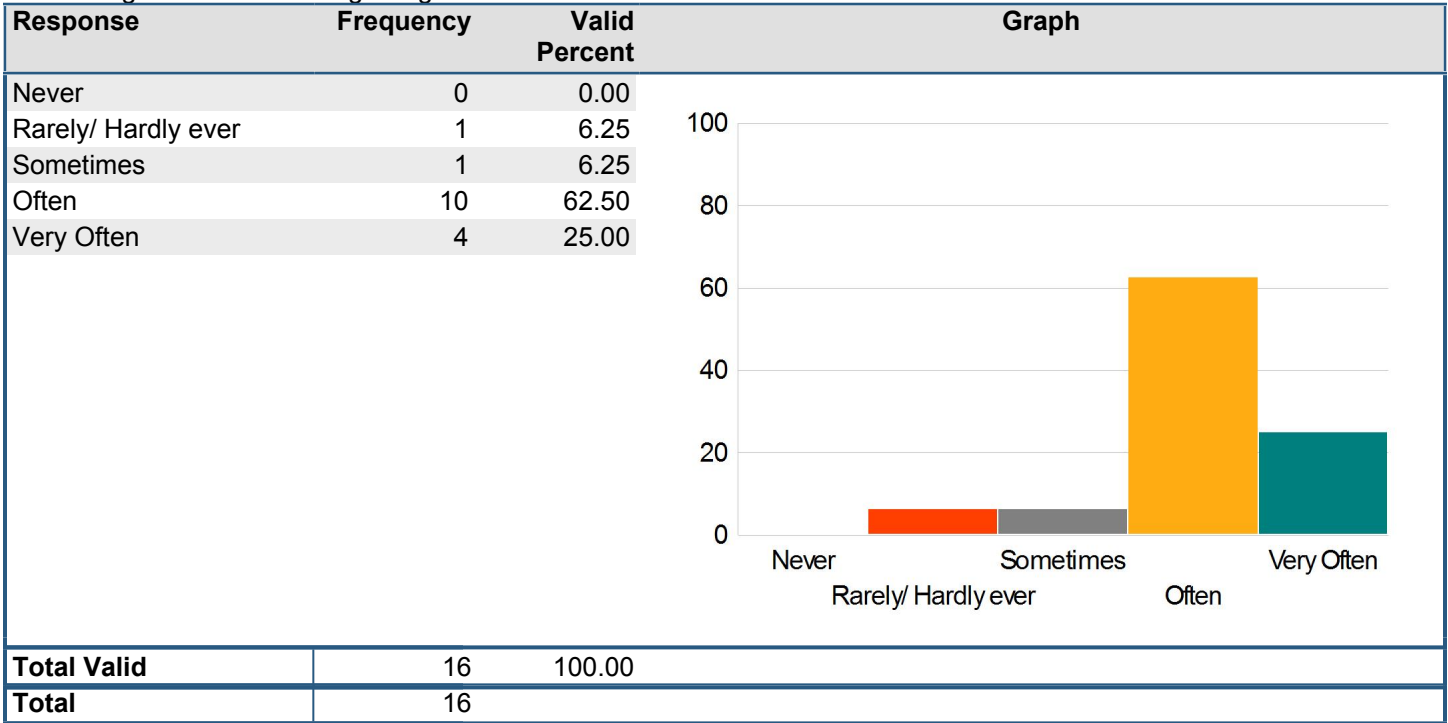 Response Frequency Valid Percent Graph
Never 0 0.00
Rarely/ Hardly ever 1 6.25
Sometimes 1 6.25
Often 10 62.50
Very Often 4 25.00
100
80
60
40
20
0
Never Sometimes Very Often
Rarely/ Hardly ever Often
Total Valid 16 100.00
Total 16